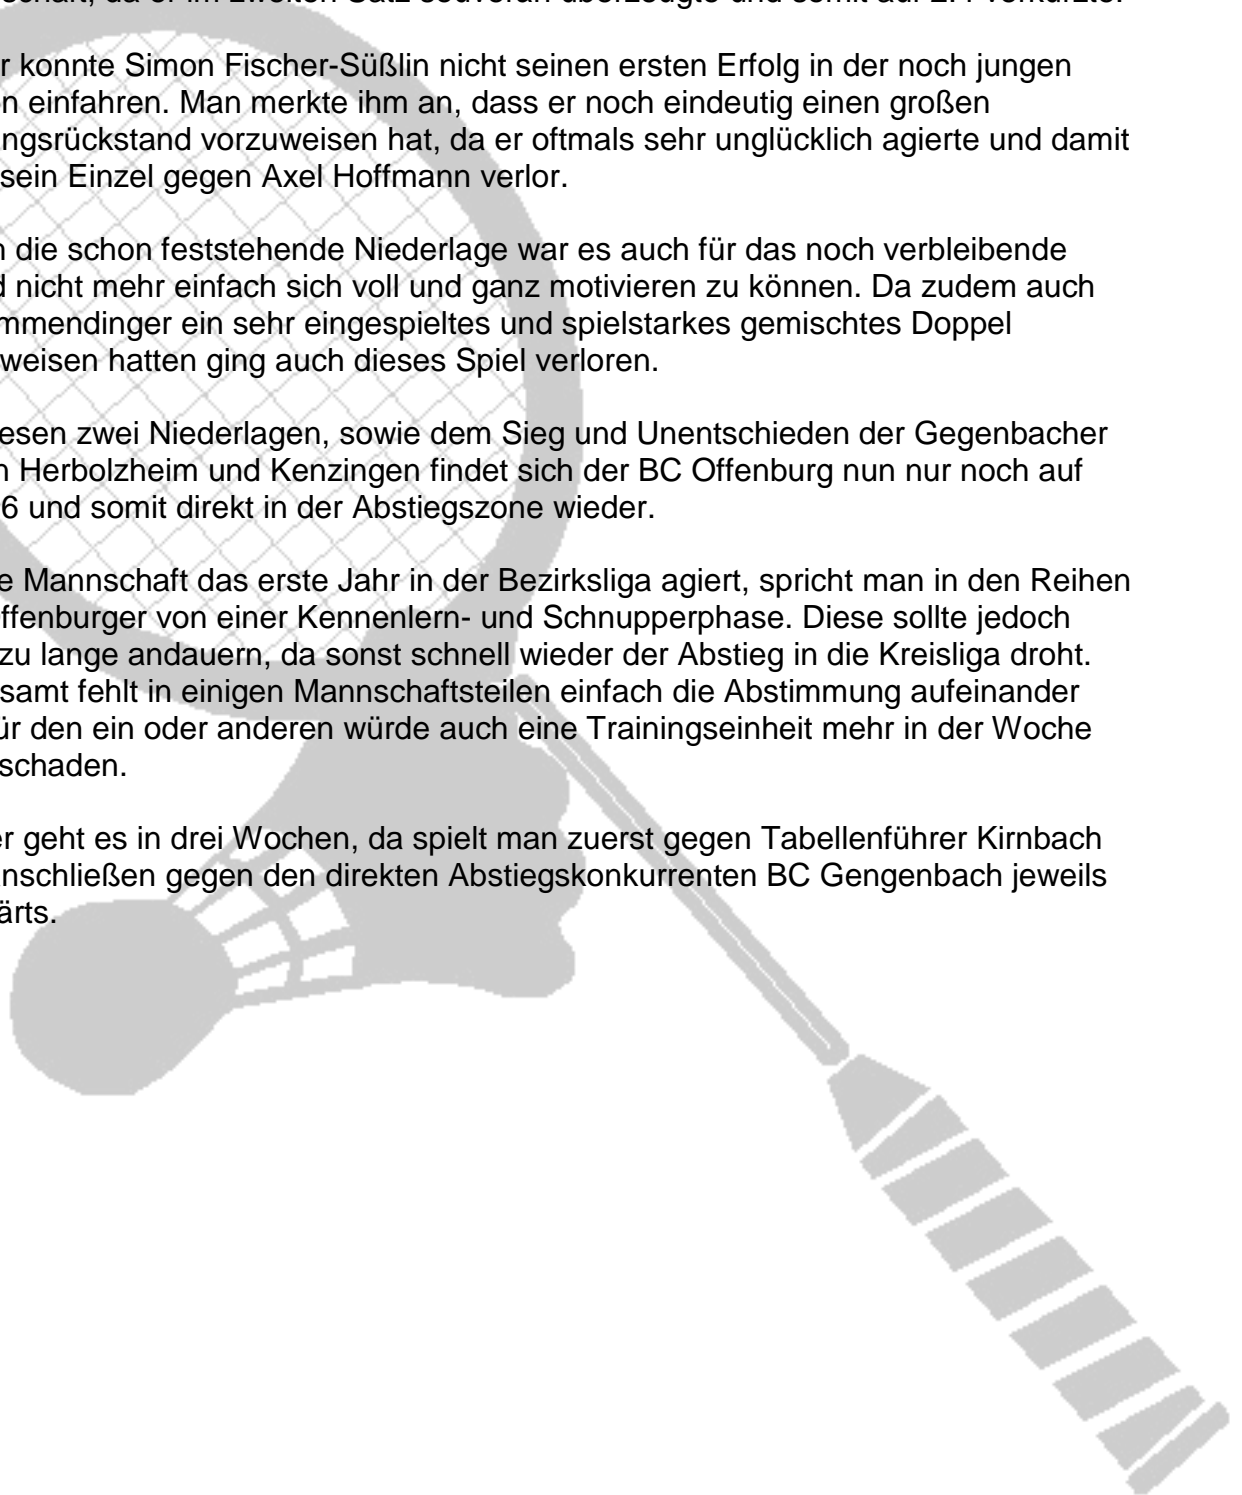 schaft, da er im zweiten Satz souverän überzeugte und somit auf 2:4 verkürzte.
r konnte Simon Fischer-Süßlin nicht seinen ersten Erfolg in der noch jungen
n einfahren. Man merkte ihm an, dass er noch eindeutig einen großen
ngsrückstand vorzuweisen hat, da er oftmals sehr unglücklich agierte und damit
sein Einzel gegen Axel Hoffmann verlor.
n die schon feststehende Niederlage war es auch für das noch verbleibende
d nicht mehr einfach sich voll und ganz motivieren zu können. Da zudem auch
mmendinger ein sehr eingespieltes und spielstarkes gemischtes Doppel
weisen hatten ging auch dieses Spiel verloren.
esen zwei Niederlagen, sowie dem Sieg und Unentschieden der Gegenbacher
n Herbolzheim und Kenzingen findet sich der BC Offenburg nun nur noch auf
6 und somit direkt in der Abstiegszone wieder.
e Mannschaft das erste Jahr in der Bezirksliga agiert, spricht man in den Reihen
ffenburger von einer Kennenlern- und Schnupperphase. Diese sollte jedoch
zu lange andauern, da sonst schnell wieder der Abstieg in die Kreisliga droht.
samt fehlt in einigen Mannschaftsteilen einfach die Abstimmung aufeinander
ür den ein oder anderen würde auch eine Trainingseinheit mehr in der Woche
schaden.
er geht es in drei Wochen, da spielt man zuerst gegen Tabellenführer Kirnbach
nschließen gegen den direkten Abstiegskonkurrenten BC Gengenbach jeweils
ärts.